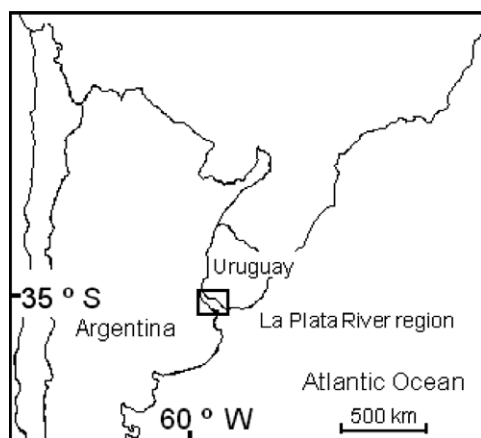 Uruguay
35 º S
La Plata River region
Argentina
Atlantic Ocean
60 º W
500 km